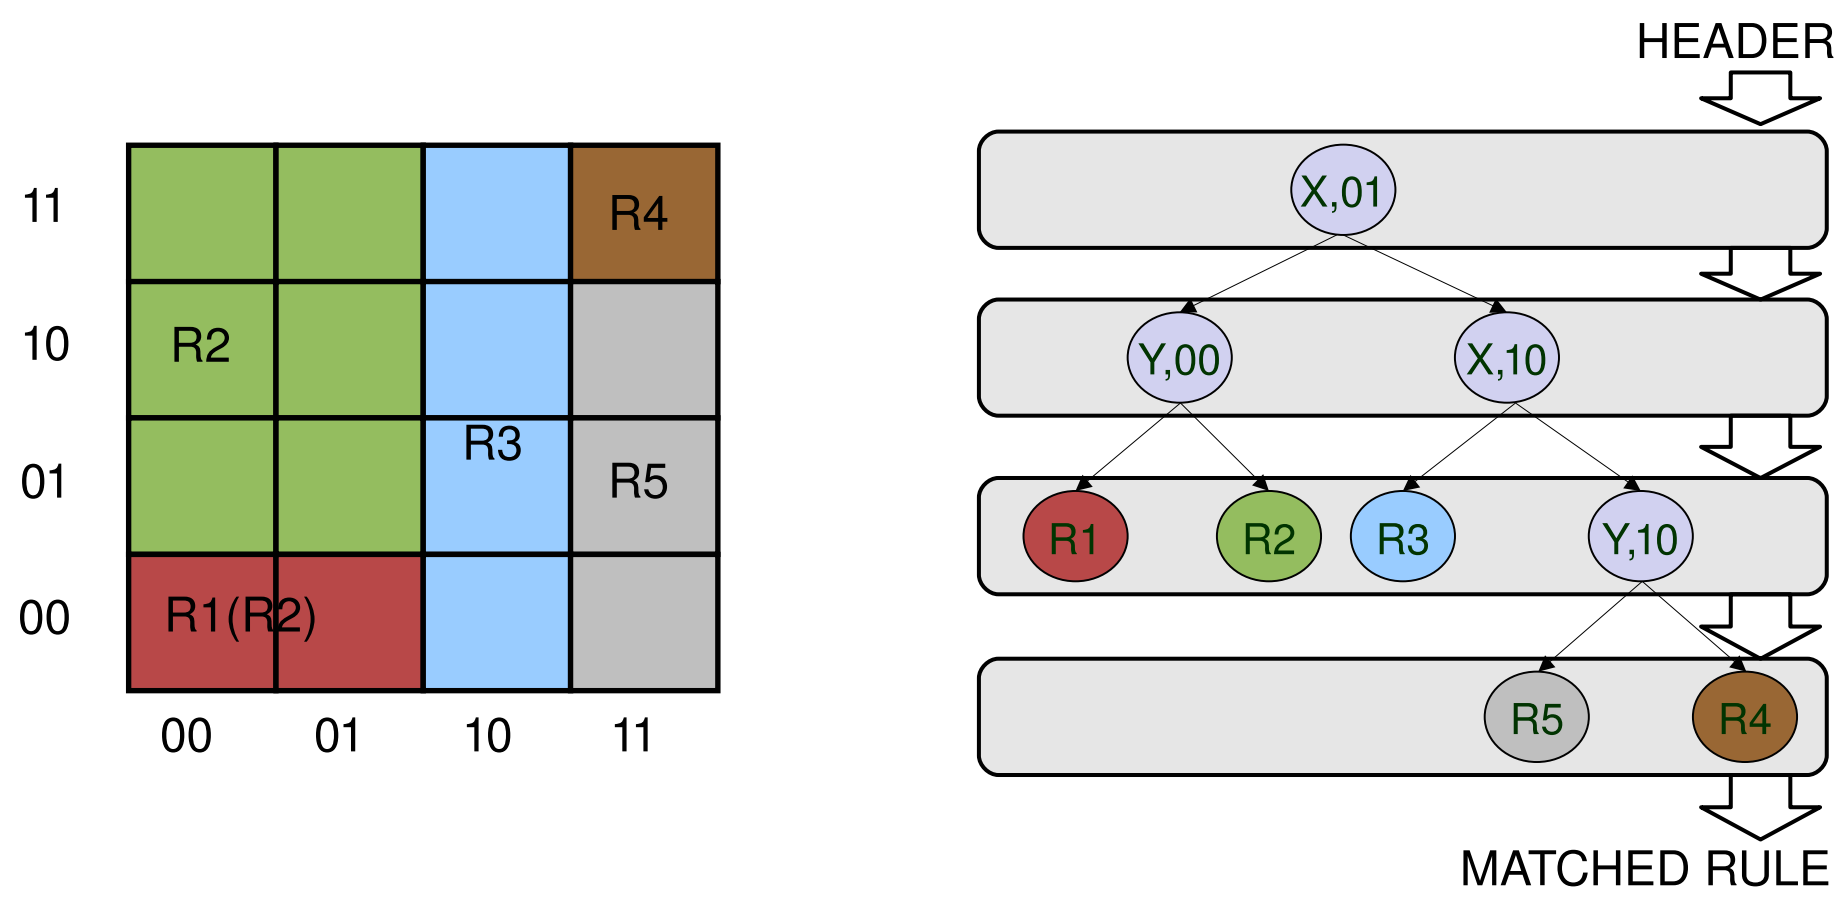 HEADER
11
R4
10
R2
R3
01
R5
00
R1(R2)
00 01 10 11
X,01
Y,00 X,10
R1 R2 R3 Y,10
R5 R4
MATCHED RULE